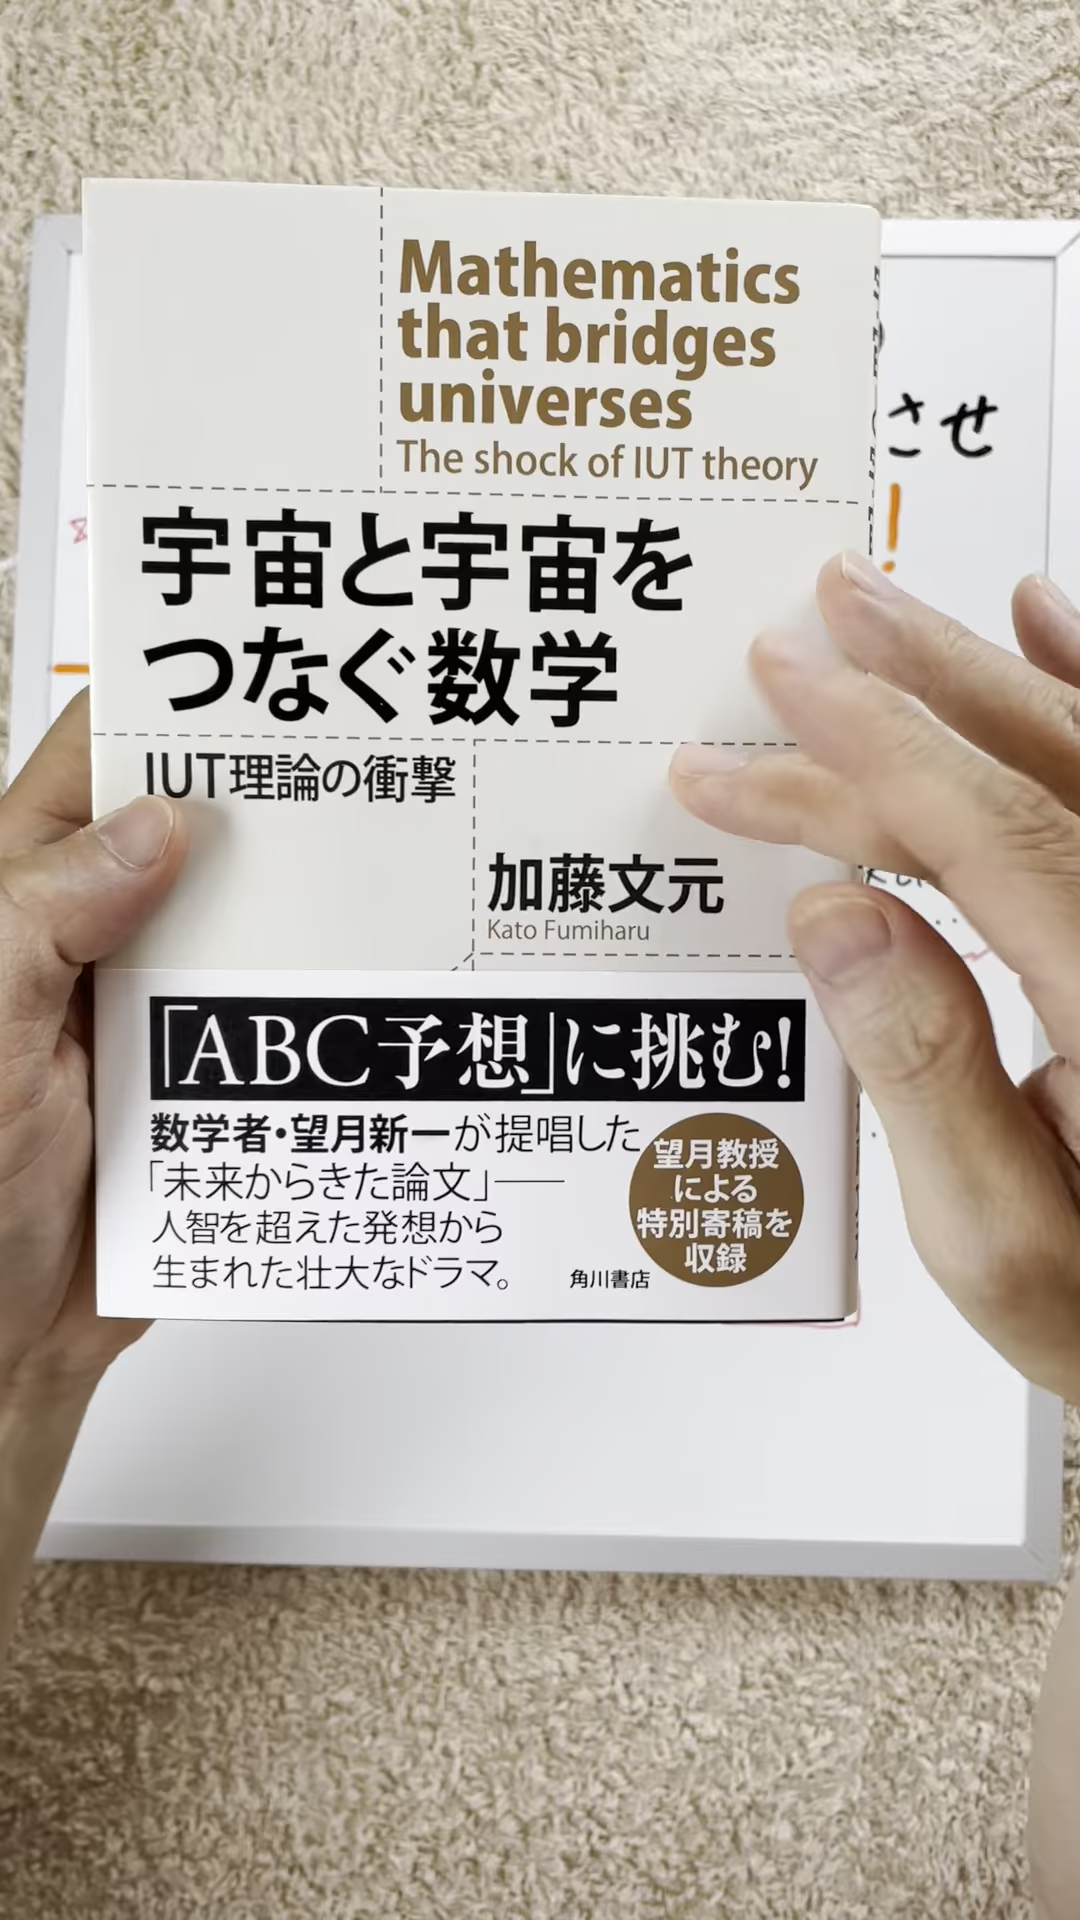 Mathematics
that bridges
universes
The shock of IUT theory
宇宙と宇宙を
つなぐ数学
IUT理論の衝撃
加藤文元
Kato Fumiharu
「ABC予想」に挑む!
数学者・望月新一が提唱した
「未来からきた論文」――
人智を超えた発想から
生まれた壮大なドラマ。
角川書店
望月教授
による
特別寄稿を
収録
させ
!